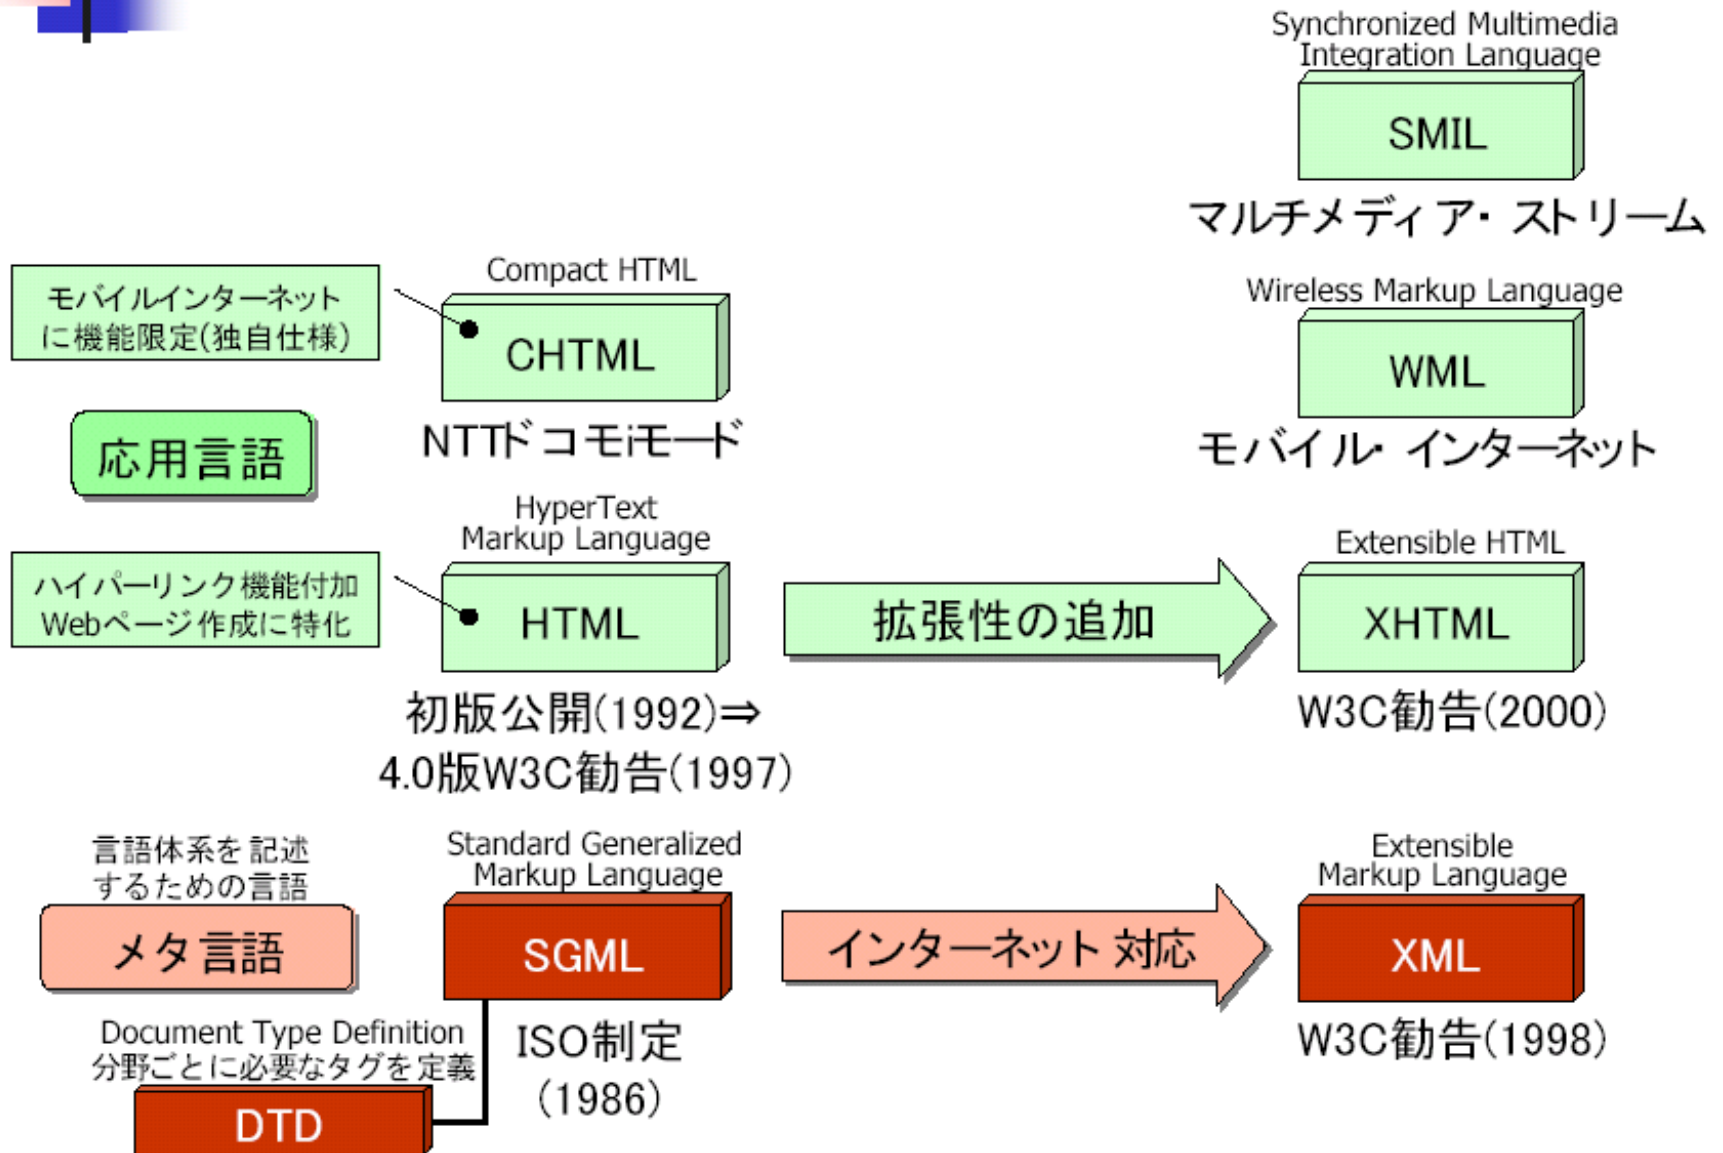 Synchronized Multimedia
Integration Language
SMIL
マルチメディア・ストリーム
Compact HTML
モバイルインターネット
に機能限定(独自仕様)
CHTML
NTTドコモiモード
Wireless Markup Language
WML
モバイル・インターネット
応用言語
HyperText
Markup Language
ハイパーリンク機能付加
Webページ作成に特化
HTML
拡張性の追加
Extensible HTML
XHTML
初版公開(1992)⇒
4.0版W3C勧告(1997)
W3C勧告(2000)
言語体系を記述
するための言語
メタ言語
Standard Generalized
Markup Language
SGML
インターネット対応
Extensible
Markup Language
XML
ISO制定
(1986)
W3C勧告(1998)
Document Type Definition
分野ごとに必要なタグを定義
DTD